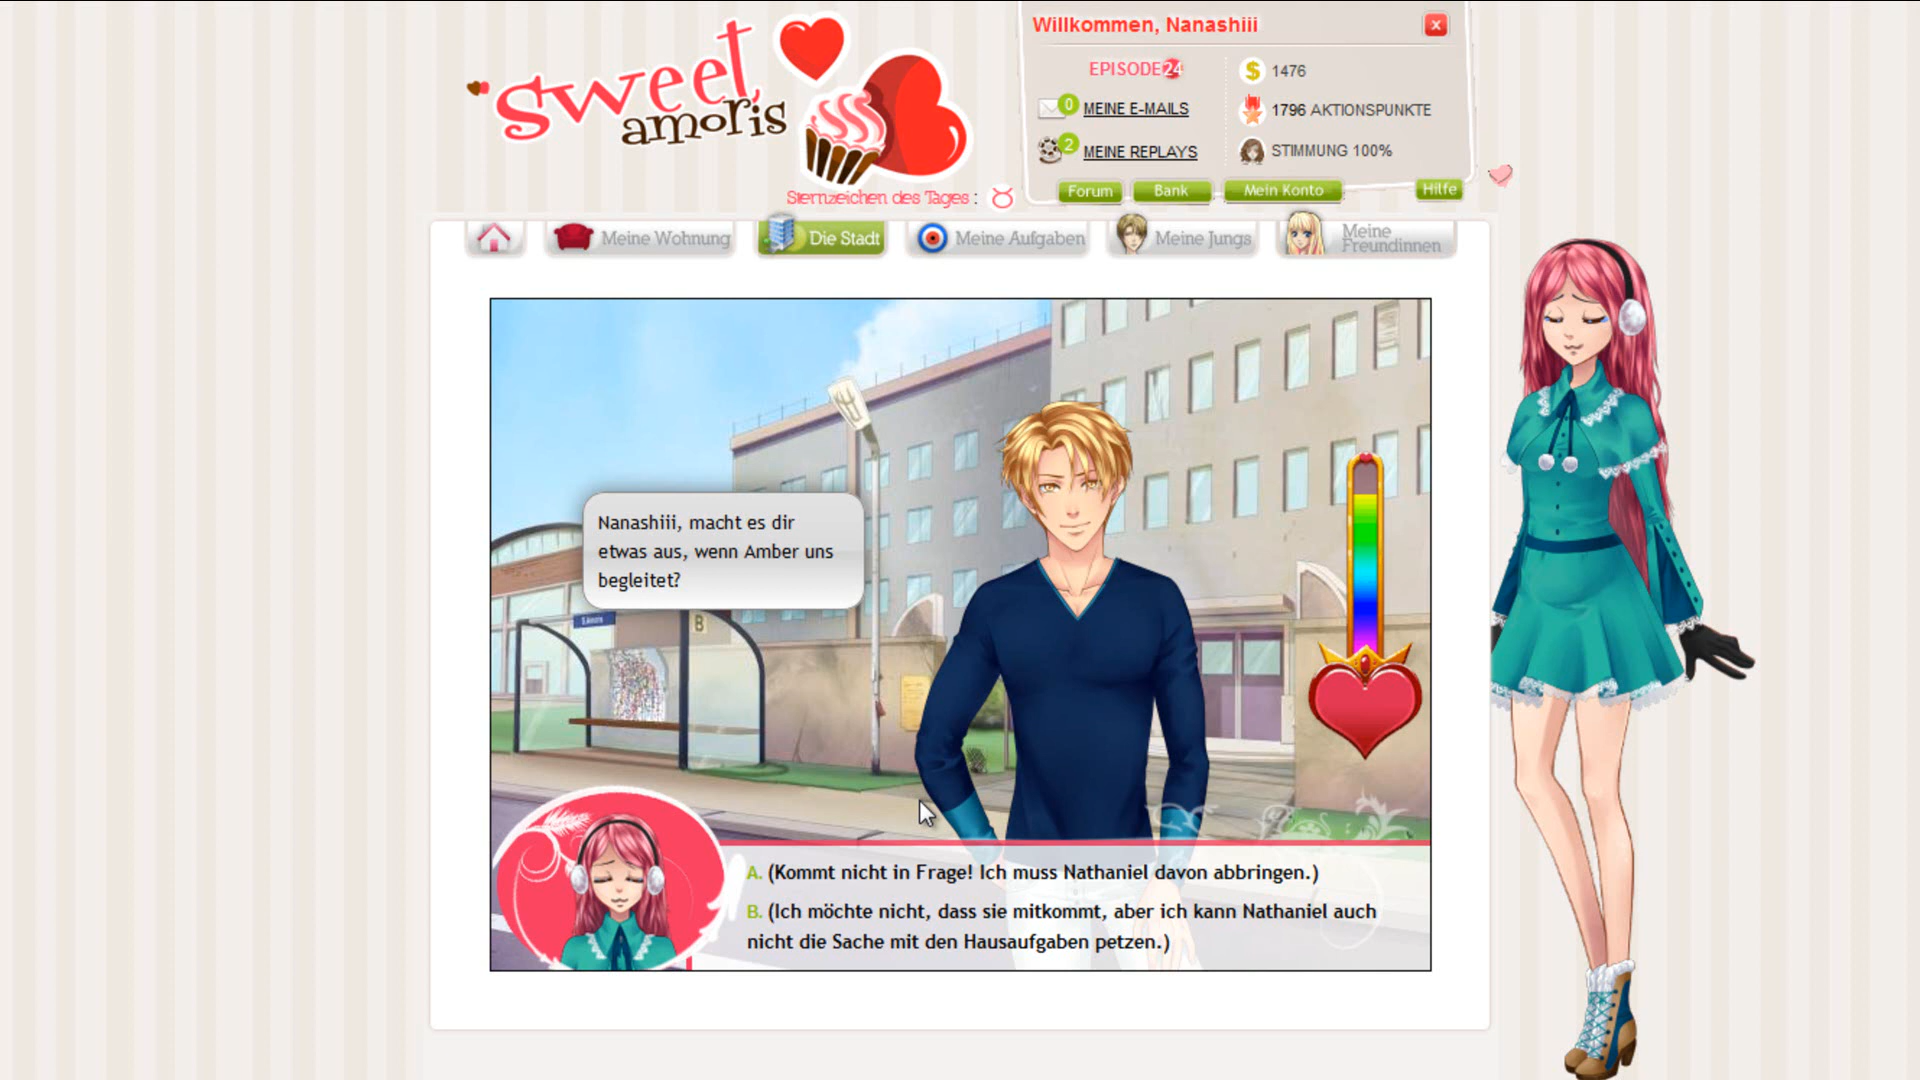 sweet
amoris
Sternzeichen des Tages :
Willkommen, Nanashiii
EPISODE 24
1476
0 MEINE E-MAILS
1796 AKTIONSPUNKTE
2 MEINE REPLAYS
STIMMUNG 100%
Forum
Bank
Mein Konto
Hilfe
Meine Wohnung
Die Stadt
Meine Aufgaben
Meine Jungs
Meine
Freundinnen
Nanashiii, macht es dir
etwas aus, wenn Amber uns
begleitet?
B
A. (Kommt nicht in Frage! Ich muss Nathaniel davon abbringen.)
B. (Ich möchte nicht, dass sie mitkommt, aber ich kann Nathaniel auch
nicht die Sache mit den Hausaufgaben petzen.)